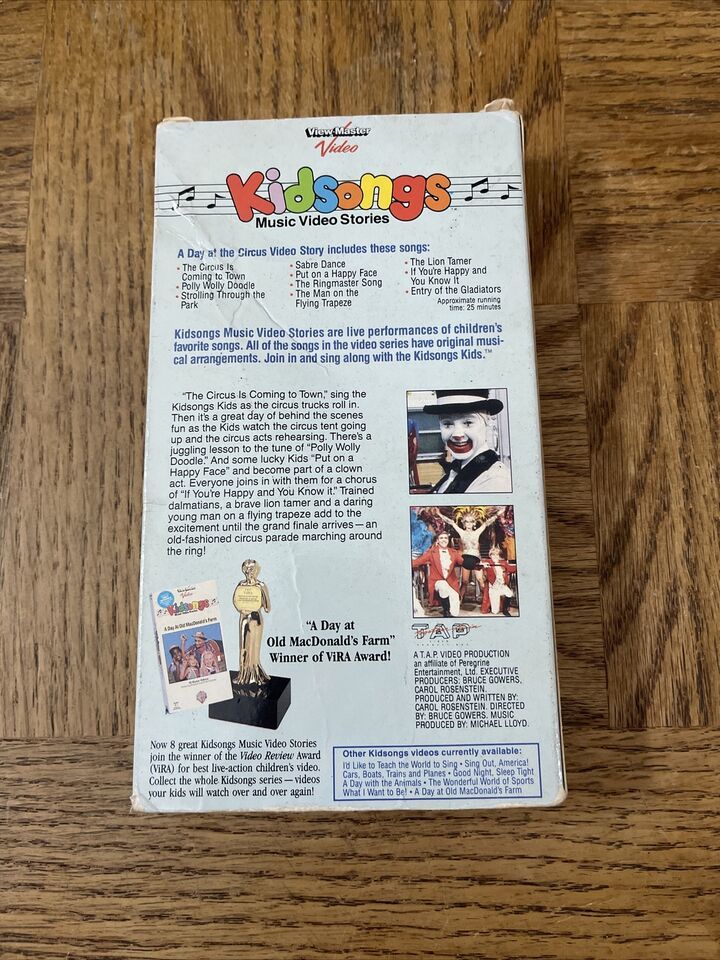 View-Master
Video
Kidsongs
Music Video Stories
A Day at the Circus Video Story includes these songs:
• The Circus Is
Coming to Town
• Polly Wolly Doodle
• Strolling Through the
Park
• Sabre Dance
• Put on a Happy Face
• The Ringmaster Song
• The Man on the
Flying Trapeze
• The Lion Tamer
• If You're Happy and
You Know It
• Entry of the Gladiators
Approximate running
time: 25 minutes
Kidsongs Music Video Stories are live performances of children's
favorite songs. All of the songs in the video series have original musi-
cal arrangements. Join in and sing along with the Kidsongs Kids.™
"The Circus Is Coming to Town," sing the
Kidsongs Kids as the circus trucks roll in.
Then it's a great day of behind the scenes
fun as the Kids watch the circus tent going
up and the circus acts rehearsing. There's a
juggling lesson to the tune of "Polly Wolly
Doodle." And some lucky Kids "Put on a
Happy Face" and become part of a clown
act. Everyone joins in with them for a chorus
of "If You're Happy and You Know it." Trained
dalmatians, a brave lion tamer and a daring
young man on a flying trapeze add to the
excitement until the grand finale arrives—an
old-fashioned circus parade marching around
the ring!
View-Master
Video
Kidsongs
A Day At Old MacDonald's Farm
"A Day at
Old MacDonald's Farm"
Winner of ViRA Award!
TAP
A T.A.P. VIDEO PRODUCTION
an affiliate of Peregrine
Entertainment, Ltd. EXECUTIVE
PRODUCERS: BRUCE GOWERS,
CAROL ROSENSTEIN.
PRODUCED AND WRITTEN BY:
CAROL ROSENSTEIN. DIRECTED
BY: BRUCE GOWERS. MUSIC
PRODUCED BY: MICHAEL LLOYD.
Now 8 great Kidsongs Music Video Stories
join the winner of the Video Review Award
(ViRA) for best live-action children's video.
Collect the whole Kidsongs series—videos
your kids will watch over and over again!
Other Kidsongs videos currently available:
I'd Like to Teach the World to Sing • Sing Out, America!
Cars, Boats, Trains and Planes • Good Night, Sleep Tight
A Day with the Animals • The Wonderful World of Sports
What I Want to Be! • A Day at Old MacDonald's Farm